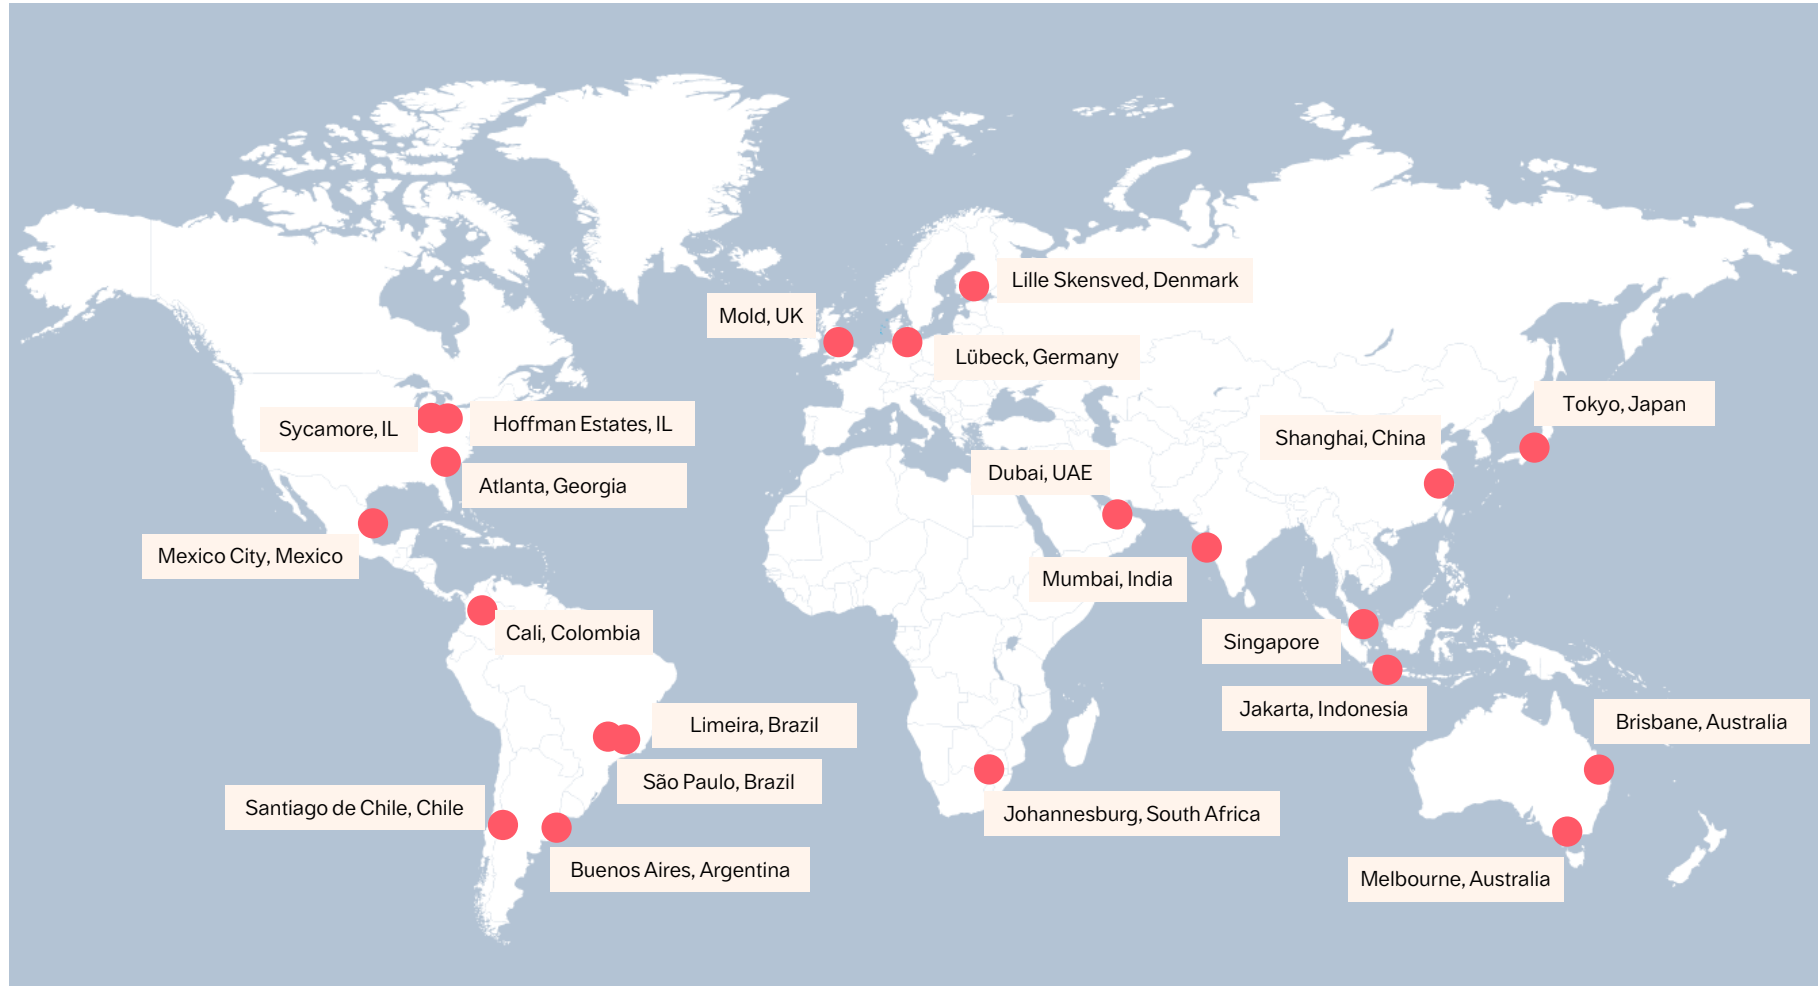 Lille Skensved, Denmark
Mold, UK
Lübeck, Germany
Tokyo, Japan
Sycamore, IL
Hoffman Estates, IL
Shanghai, China
Dubai, UAE
Atlanta, Georgia
Mexico City, Mexico
Mumbai, India
Cali, Colombia
Singapore
Jakarta, Indonesia
Limeira, Brazil
Brisbane, Australia
São Paulo, Brazil
Santiago de Chile, Chile
Johannesburg, South Africa
Buenos Aires, Argentina
Melbourne, Australia